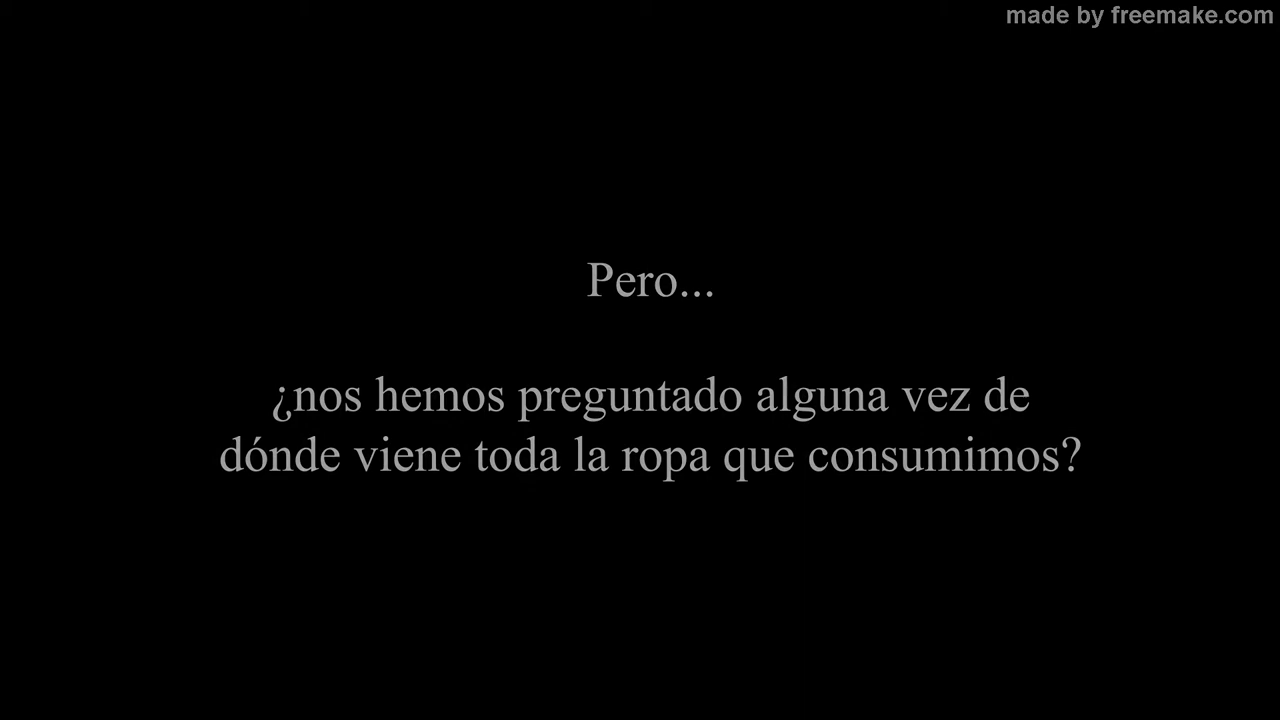 made by freemake.com
Pero...
¿nos hemos preguntado alguna vez de
dónde viene toda la ropa que consumimos?